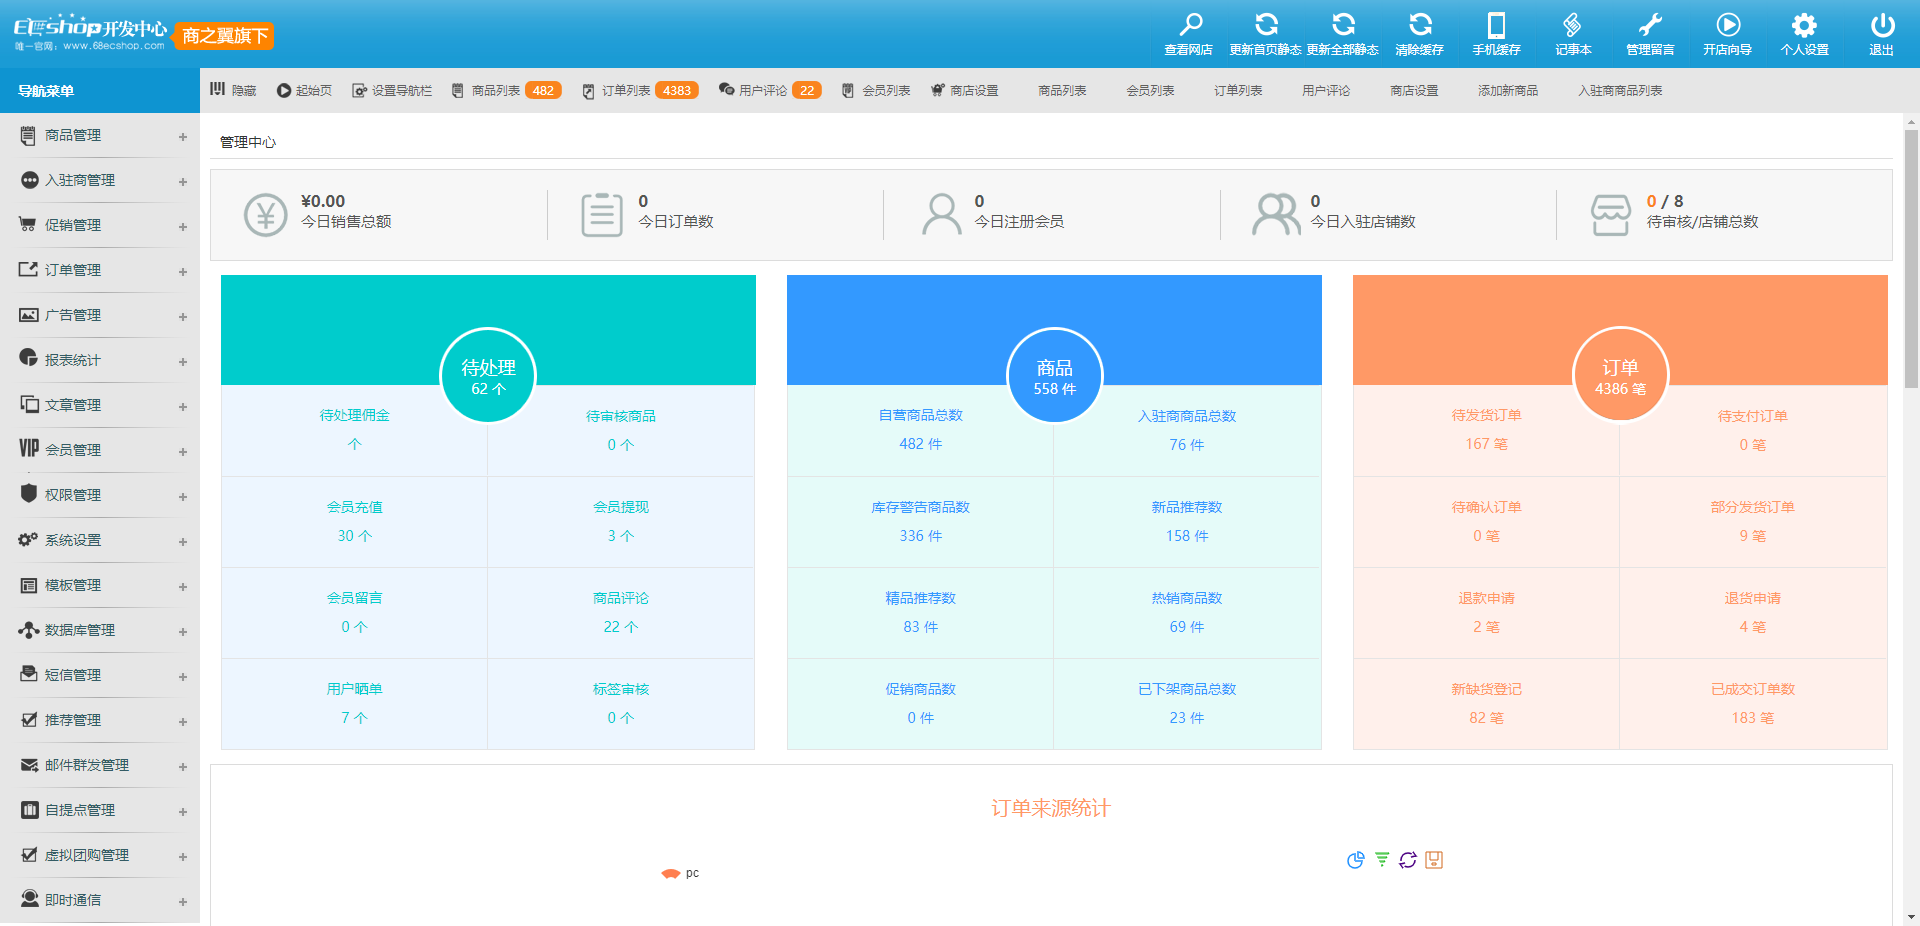 ECshop开发中心
唯一官网：www.68ecshop.com
商之翼旗下
查看网店 更新首页静态 更新全部静态 清除缓存 手机缓存 记事本 管理留言 开店向导 个人设置 退出
导航菜单
隐藏 起始页 设置导航栏 商品列表 482 订单列表 4383 用户评论 22 会员列表 商店设置 商品列表 会员列表 订单列表 用户评论 商店设置 添加新商品 入驻商商品列表
商品管理 +
入驻商管理 +
促销管理 +
订单管理 +
广告管理 +
报表统计 +
文章管理 +
VIP 会员管理 +
权限管理 +
系统设置 +
模板管理 +
数据库管理 +
短信管理 +
推荐管理 +
邮件群发管理 +
自提点管理 +
虚拟团购管理 +
即时通信 +
管理中心
¥0.00
今日销售总额
0
今日订单数
0
今日注册会员
0
今日入驻店铺数
0 / 8
待审核/店铺总数
待处理
62 个
待处理佣金 待审核商品
个 0 个
会员充值 会员提现
30 个 3 个
会员留言 商品评论
0 个 22 个
用户晒单 标签审核
7 个 0 个
商品
558 件
自营商品总数 入驻商商品总数
482 件 76 件
库存警告商品数 新品推荐数
336 件 158 件
精品推荐数 热销商品数
83 件 69 件
促销商品数 已下架商品总数
0 件 23 件
订单
4386 笔
待发货订单 待支付订单
167 笔 0 笔
待确认订单 部分发货订单
0 笔 9 笔
退款申请 退货申请
2 笔 4 笔
新缺货登记 已成交订单数
82 笔 183 笔
订单来源统计
pc